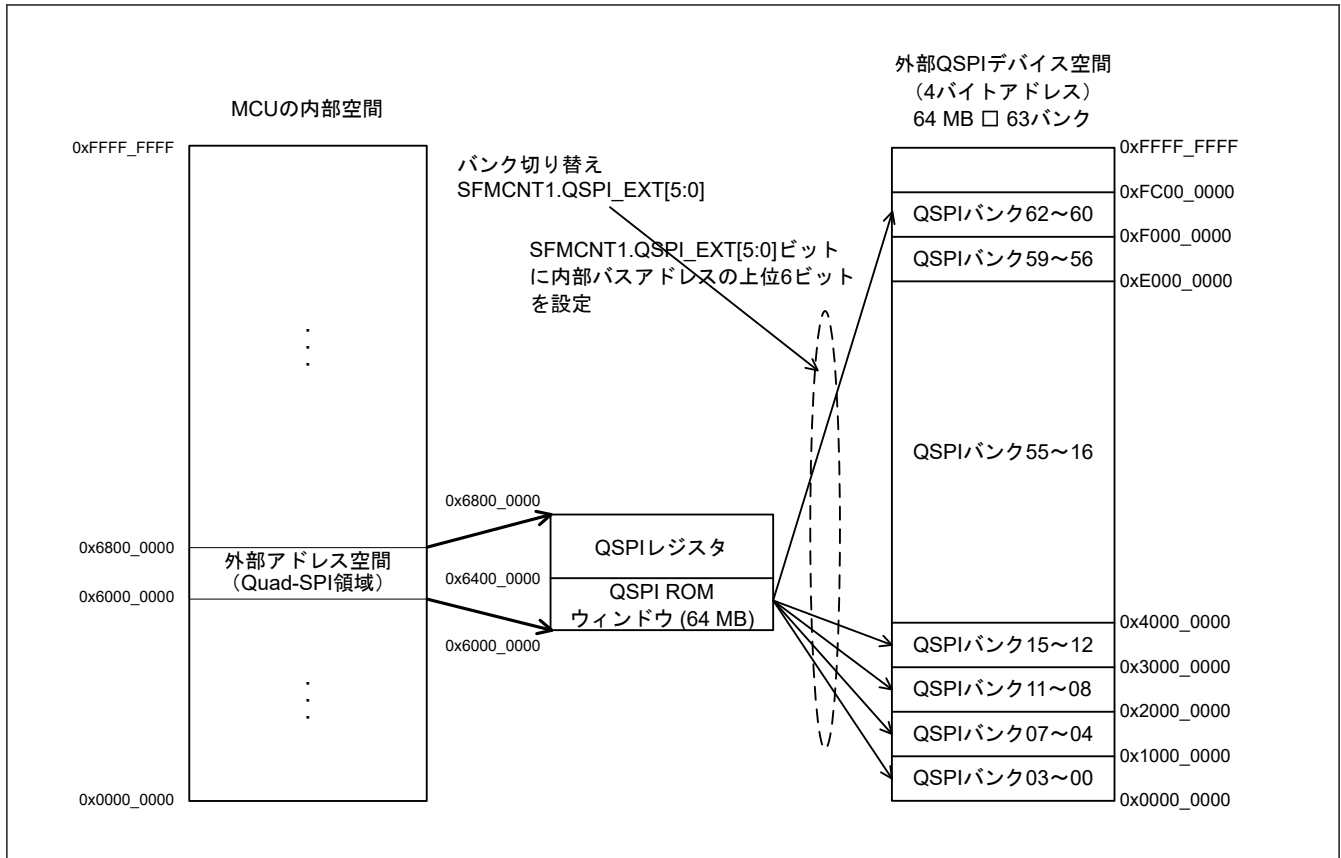 MCUの内部空間
0xFFFF_FFFF
0x6800_0000
0x6000_0000
0x0000_0000
外部アドレス空間
(Quad-SPI領域)
0x6800_0000
0x6400_0000
0x6000_0000
QSPIレジスタ
QSPI ROM
ウィンドウ (64 MB)
バンク切り替え
SFMCNT1.QSPI_EXT[5:0]
SFMCNT1.QSPI_EXT[5:0]ビット
に内部バスアドレスの上位6ビット
を設定
外部QSPIデバイス空間
(4バイトアドレス)
64 MB □ 63バンク
0xFFFF_FFFF
0xFC00_0000
QSPIバンク62～60
0xF000_0000
QSPIバンク59～56
0xE000_0000
QSPIバンク55～16
0x4000_0000
QSPIバンク15～12
0x3000_0000
QSPIバンク11～08
0x2000_0000
QSPIバンク07～04
0x1000_0000
QSPIバンク03～00
0x0000_0000